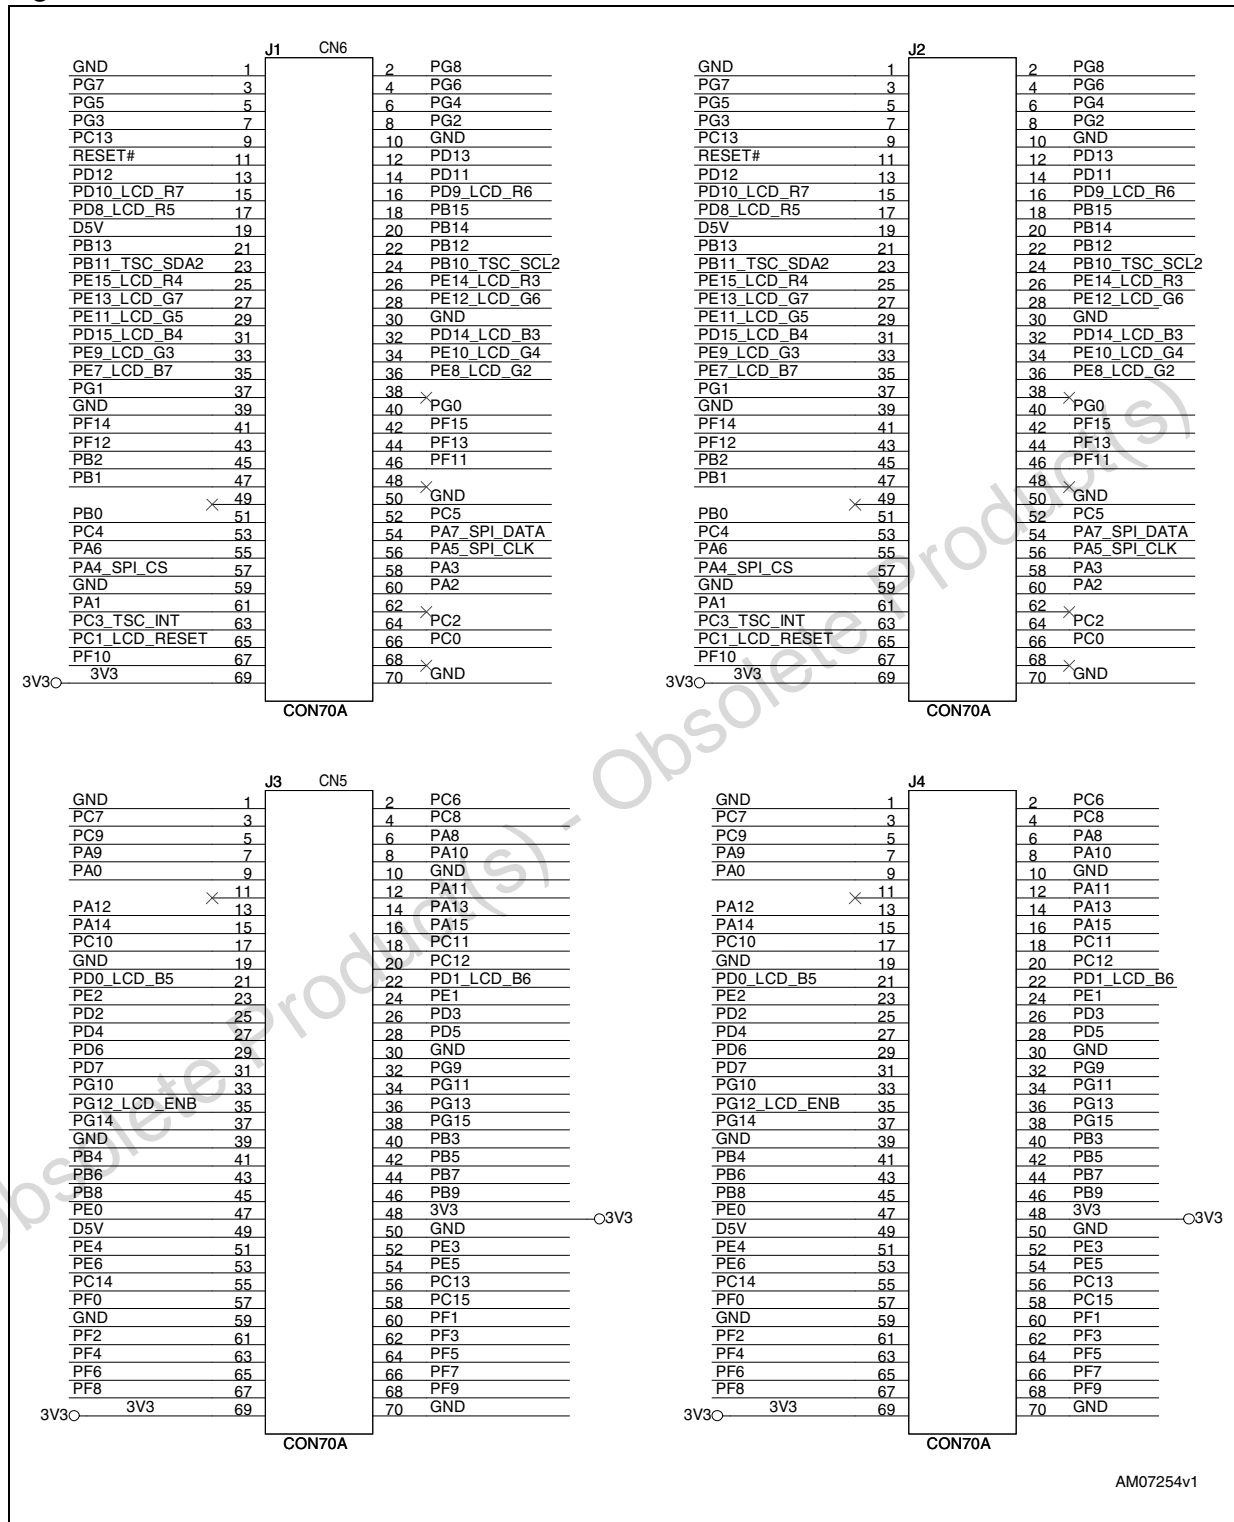 J1 CN6
GND 1 2 PG8
PG7 3 4 PG6
PG5 5 6 PG4
PG3 7 8 PG2
PC13 9 10 GND
RESET# 11 12 PD13
PD12 13 14 PD11
PD10_LCD_R7 15 16 PD9_LCD_R6
PD8_LCD_R5 17 18 PB15
D5V 19 20 PB14
PB13 21 22 PB12
PB11_TSC_SDA2 23 24 PB10_TSC_SCL2
PE15_LCD_R4 25 26 PE14_LCD_R3
PE13_LCD_G7 27 28 PE12_LCD_G6
PE11_LCD_G5 29 30 GND
PD15_LCD_B4 31 32 PD14_LCD_B3
PE9_LCD_G3 33 34 PE10_LCD_G4
PE7_LCD_B7 35 36 PE8_LCD_G2
PG1 37 38
GND 39 40 PG0
PF14 41 42 PF15
PF12 43 44 PF13
PB2 45 46 PF11
PB1 47 48
49 50 GND
PB0 51 52 PC5
PC4 53 54 PA7_SPI_DATA
PA6 55 56 PA5_SPI_CLK
PA4_SPI_CS 57 58 PA3
GND 59 60 PA2
PA1 61 62
PC3_TSC_INT 63 64 PC2
PC1_LCD_RESET 65 66 PC0
PF10 67 68
3V3 3V3 69 70 GND
CON70A
J2
GND 1 2 PG8
PG7 3 4 PG6
PG5 5 6 PG4
PG3 7 8 PG2
PC13 9 10 GND
RESET# 11 12 PD13
PD12 13 14 PD11
PD10_LCD_R7 15 16 PD9_LCD_R6
PD8_LCD_R5 17 18 PB15
D5V 19 20 PB14
PB13 21 22 PB12
PB11_TSC_SDA2 23 24 PB10_TSC_SCL2
PE15_LCD_R4 25 26 PE14_LCD_R3
PE13_LCD_G7 27 28 PE12_LCD_G6
PE11_LCD_G5 29 30 GND
PD15_LCD_B4 31 32 PD14_LCD_B3
PE9_LCD_G3 33 34 PE10_LCD_G4
PE7_LCD_B7 35 36 PE8_LCD_G2
PG1 37 38
GND 39 40 PG0
PF14 41 42 PF15
PF12 43 44 PF13
PB2 45 46 PF11
PB1 47 48
49 50 GND
PB0 51 52 PC5
PC4 53 54 PA7_SPI_DATA
PA6 55 56 PA5_SPI_CLK
PA4_SPI_CS 57 58 PA3
GND 59 60 PA2
PA1 61 62
PC3_TSC_INT 63 64 PC2
PC1_LCD_RESET 65 66 PC0
PF10 67 68
3V3 3V3 69 70 GND
CON70A
J3 CN5
GND 1 2 PC6
PC7 3 4 PC8
PC9 5 6 PA8
PA9 7 8 PA10
PA0 9 10 GND
11 12 PA11
PA12 13 14 PA13
PA14 15 16 PA15
PC10 17 18 PC11
GND 19 20 PC12
PD0_LCD_B5 21 22 PD1_LCD_B6
PE2 23 24 PE1
PD2 25 26 PD3
PD4 27 28 PD5
PD6 29 30 GND
PD7 31 32 PG9
PG10 33 34 PG11
PG12_LCD_ENB 35 36 PG13
PG14 37 38 PG15
GND 39 40 PB3
PB4 41 42 PB5
PB6 43 44 PB7
PB8 45 46 PB9
PE0 47 48 3V3 3V3
D5V 49 50 GND
PE4 51 52 PE3
PE6 53 54 PE5
PC14 55 56 PC13
PF0 57 58 PC15
GND 59 60 PF1
PF2 61 62 PF3
PF4 63 64 PF5
PF6 65 66 PF7
PF8 67 68 PF9
3V3 3V3 69 70 GND
CON70A
J4
GND 1 2 PC6
PC7 3 4 PC8
PC9 5 6 PA8
PA9 7 8 PA10
PA0 9 10 GND
11 12 PA11
PA12 13 14 PA13
PA14 15 16 PA15
PC10 17 18 PC11
GND 19 20 PC12
PD0_LCD_B5 21 22 PD1_LCD_B6
PE2 23 24 PE1
PD2 25 26 PD3
PD4 27 28 PD5
PD6 29 30 GND
PD7 31 32 PG9
PG10 33 34 PG11
PG12_LCD_ENB 35 36 PG13
PG14 37 38 PG15
GND 39 40 PB3
PB4 41 42 PB5
PB6 43 44 PB7
PB8 45 46 PB9
PE0 47 48 3V3 3V3
D5V 49 50 GND
PE4 51 52 PE3
PE6 53 54 PE5
PC14 55 56 PC13
PF0 57 58 PC15
GND 59 60 PF1
PF2 61 62 PF3
PF4 63 64 PF5
PF6 65 66 PF7
PF8 67 68 PF9
3V3 3V3 69 70 GND
CON70A
AM07254v1
Obsolete Product(s) - Obsolete Product(s)